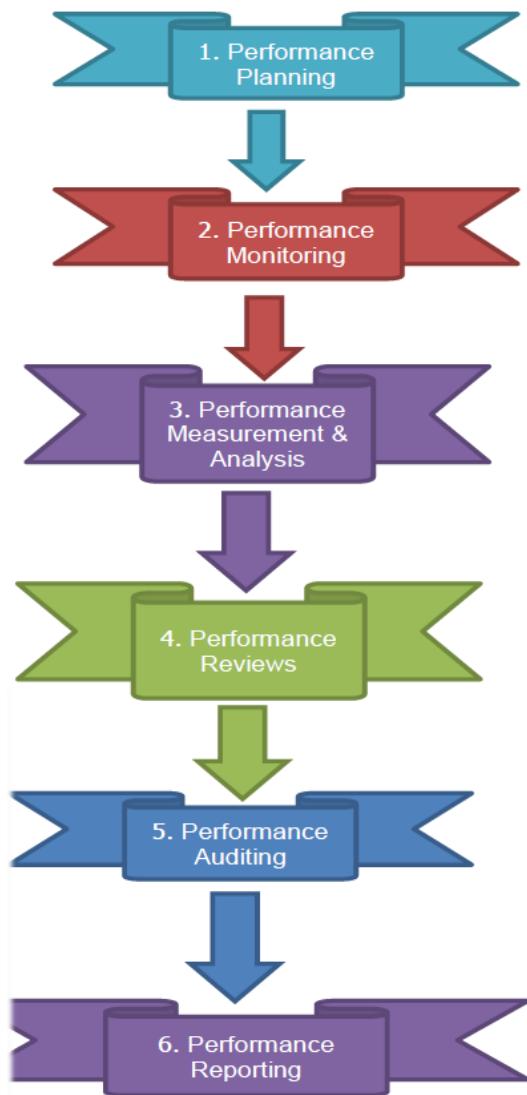 1. Performance
Planning
2. Performance
Monitoring
3. Performance
Measurement &
Analysis
4. Performance
Reviews
5. Performance
Auditing
6. Performance
Reporting